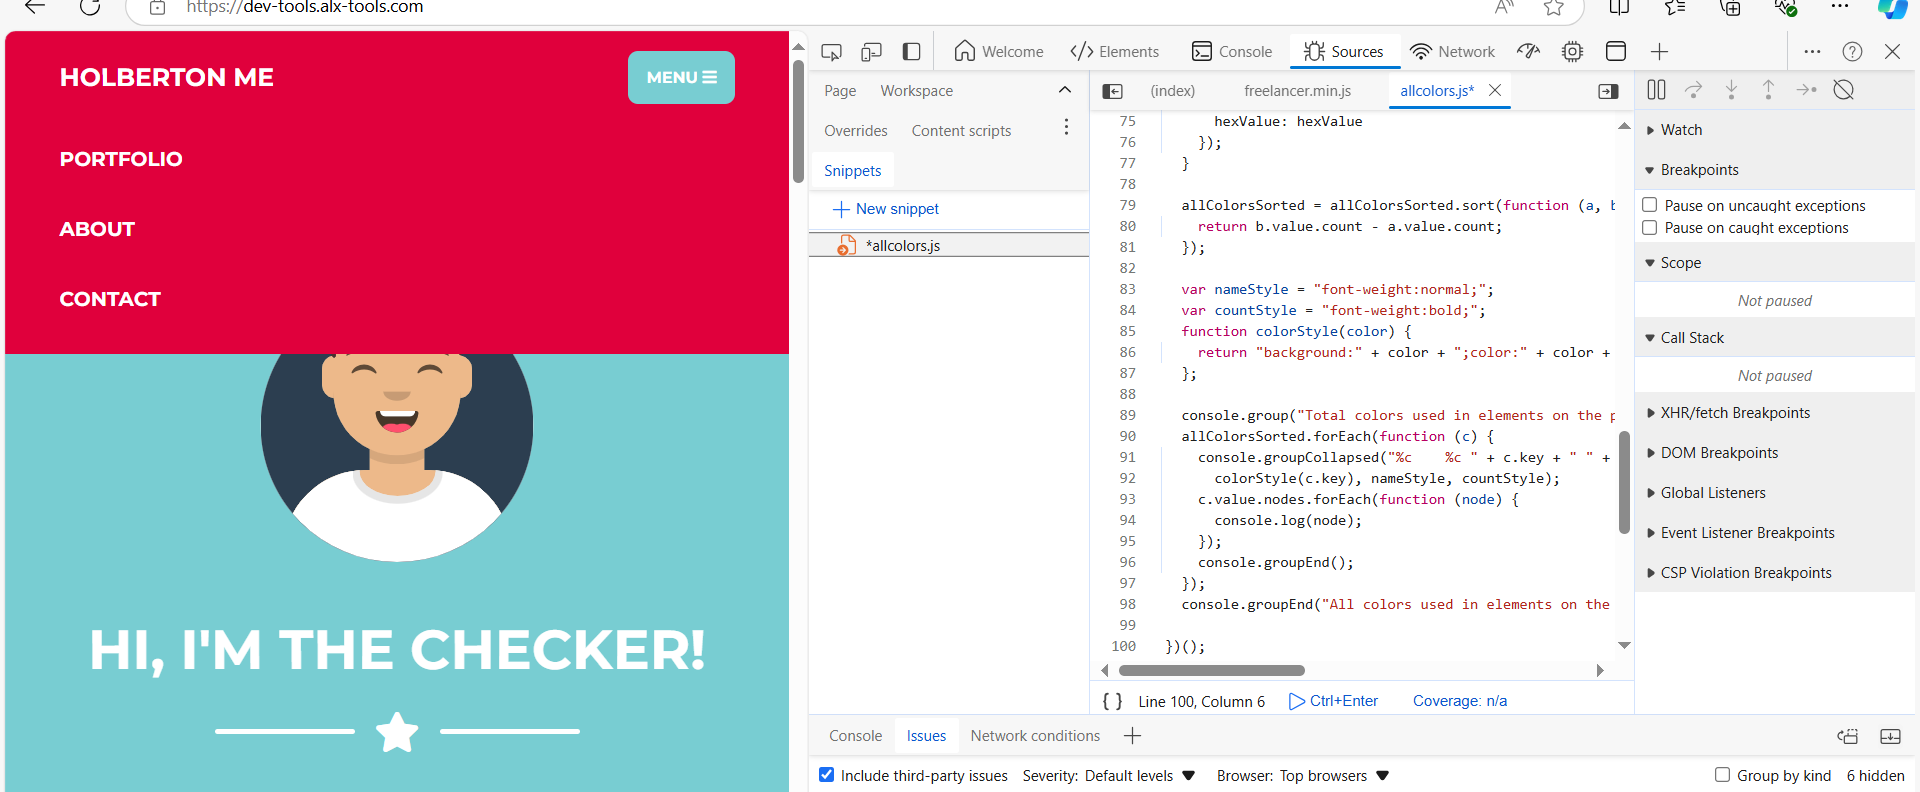 https://dev-tools.alx-tools.com
HOLBERTON ME
MENU
PORTFOLIO
ABOUT
CONTACT
HI, I'M THE CHECKER!
Welcome
Elements
Console
Sources
Network
Page
Workspace
Overrides
Content scripts
Snippets
New snippet
*allcolors.js
(index)
freelancer.min.js
allcolors.js*
75 hexValue: hexValue
76 });
77 }
78
79 allColorsSorted = allColorsSorted.sort(function (a, b
80 return b.value.count - a.value.count;
81 });
82
83 var nameStyle = "font-weight:normal;";
84 var countStyle = "font-weight:bold;";
85 function colorStyle(color) {
86 return "background:" + color + ";color:" + color +
87 };
88
89 console.group("Total colors used in elements on the p
90 allColorsSorted.forEach(function (c) {
91 console.groupCollapsed("%c    %c " + c.key + " " +
92 colorStyle(c.key), nameStyle, countStyle);
93 c.value.nodes.forEach(function (node) {
94 console.log(node);
95 });
96 console.groupEnd();
97 });
98 console.groupEnd("All colors used in elements on the
99
100 })();
{ } Line 100, Column 6
Ctrl+Enter
Coverage: n/a
Watch
Breakpoints
Pause on uncaught exceptions
Pause on caught exceptions
Scope
Not paused
Call Stack
Not paused
XHR/fetch Breakpoints
DOM Breakpoints
Global Listeners
Event Listener Breakpoints
CSP Violation Breakpoints
Console
Issues
Network conditions
Include third-party issues
Severity: Default levels
Browser: Top browsers
Group by kind
6 hidden